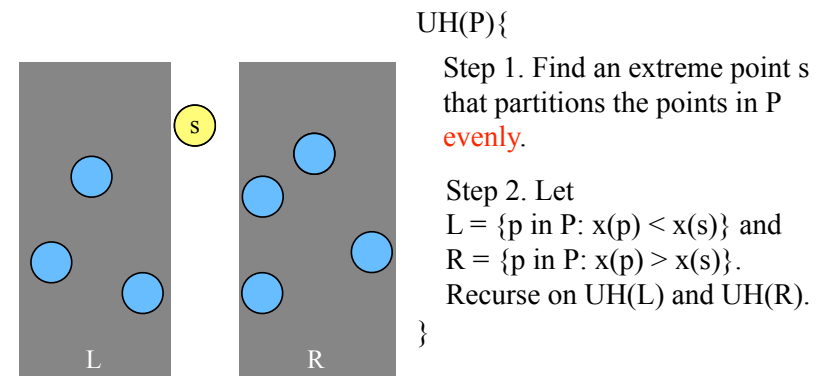 UH(P){
Step 1. Find an extreme point s
that partitions the points in P
evenly.
Step 2. Let
L = {p in P: x(p) < x(s)} and
R = {p in P: x(p) > x(s)}.
Recurse on UH(L) and UH(R).
}
s
L
R